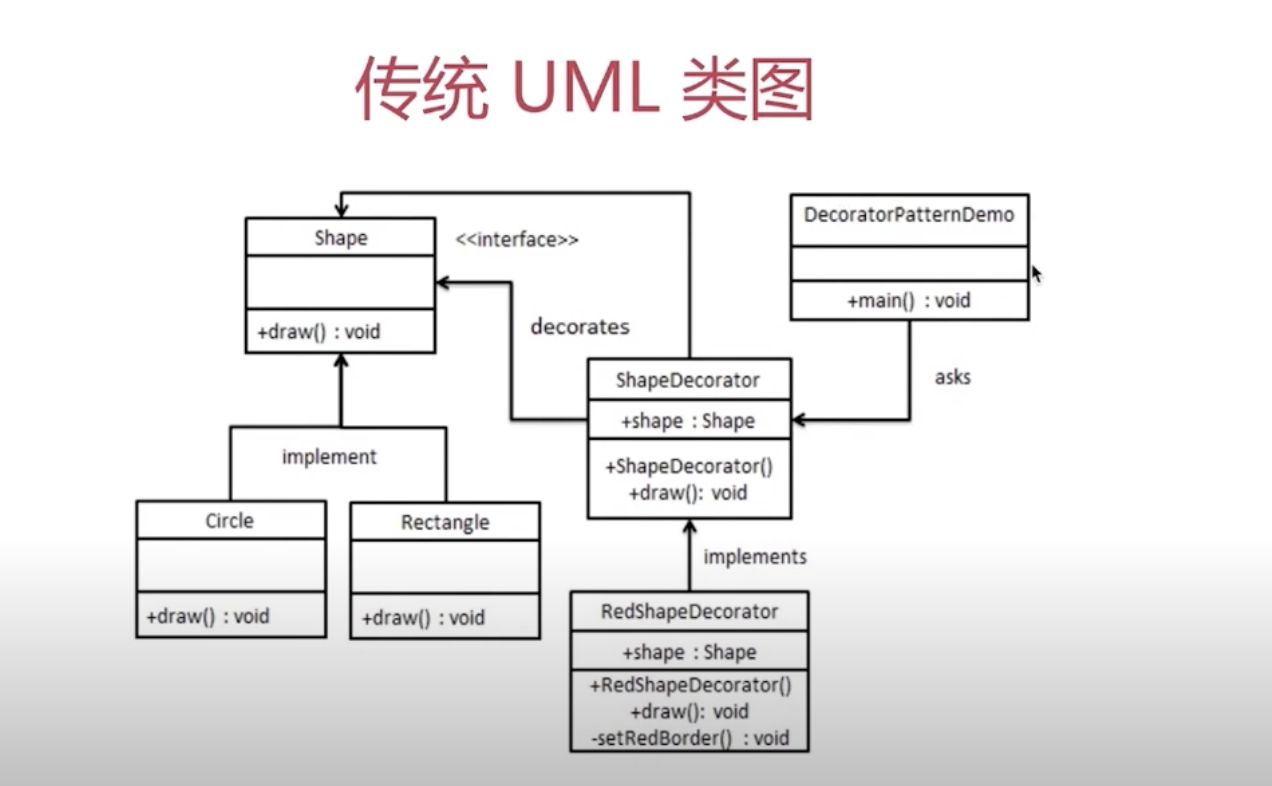 传统 UML 类图
Shape
<<interface>>
+draw() : void
decorates
DecoratorPatternDemo
+main() : void
asks
ShapeDecorator
+shape : Shape
+ShapeDecorator()
+draw(): void
implement
Circle
+draw() : void
Rectangle
+draw() : void
implements
RedShapeDecorator
+shape : Shape
+RedShapeDecorator()
+draw(): void
-setRedBorder() : void